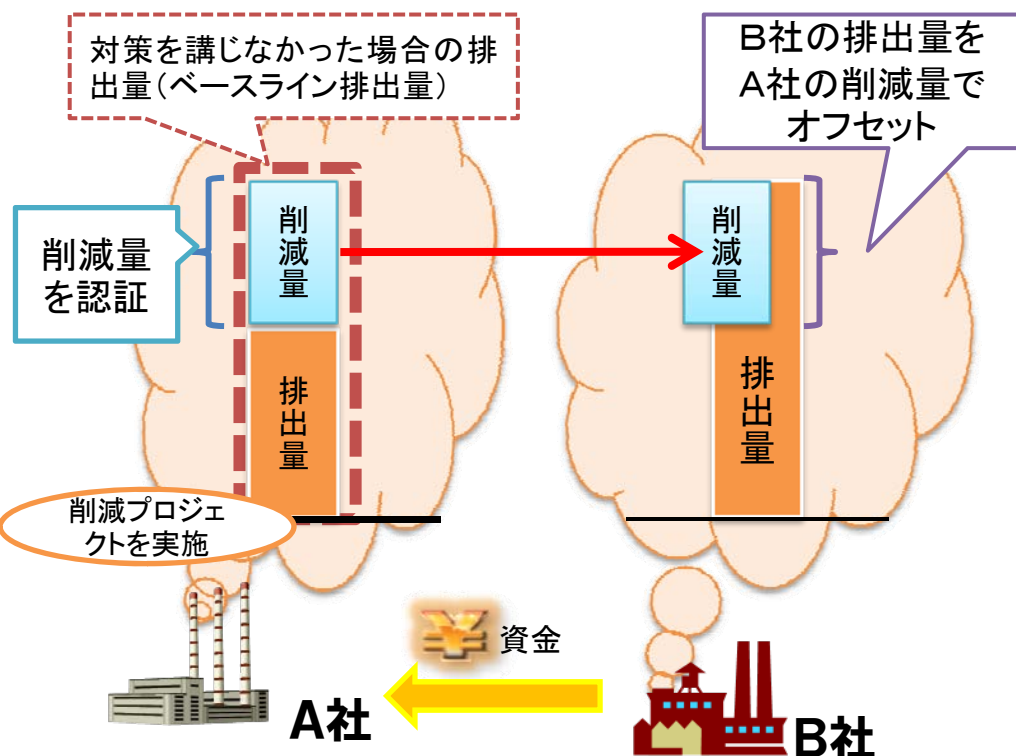 対策を講じなかった場合の排
出量(ベースライン排出量)
B社の排出量を
A社の削減量で
オフセット
削減量
を認証
削減量
削減量
排出量
排出量
削減プロジェ
クトを実施
¥
資金
A社
B社